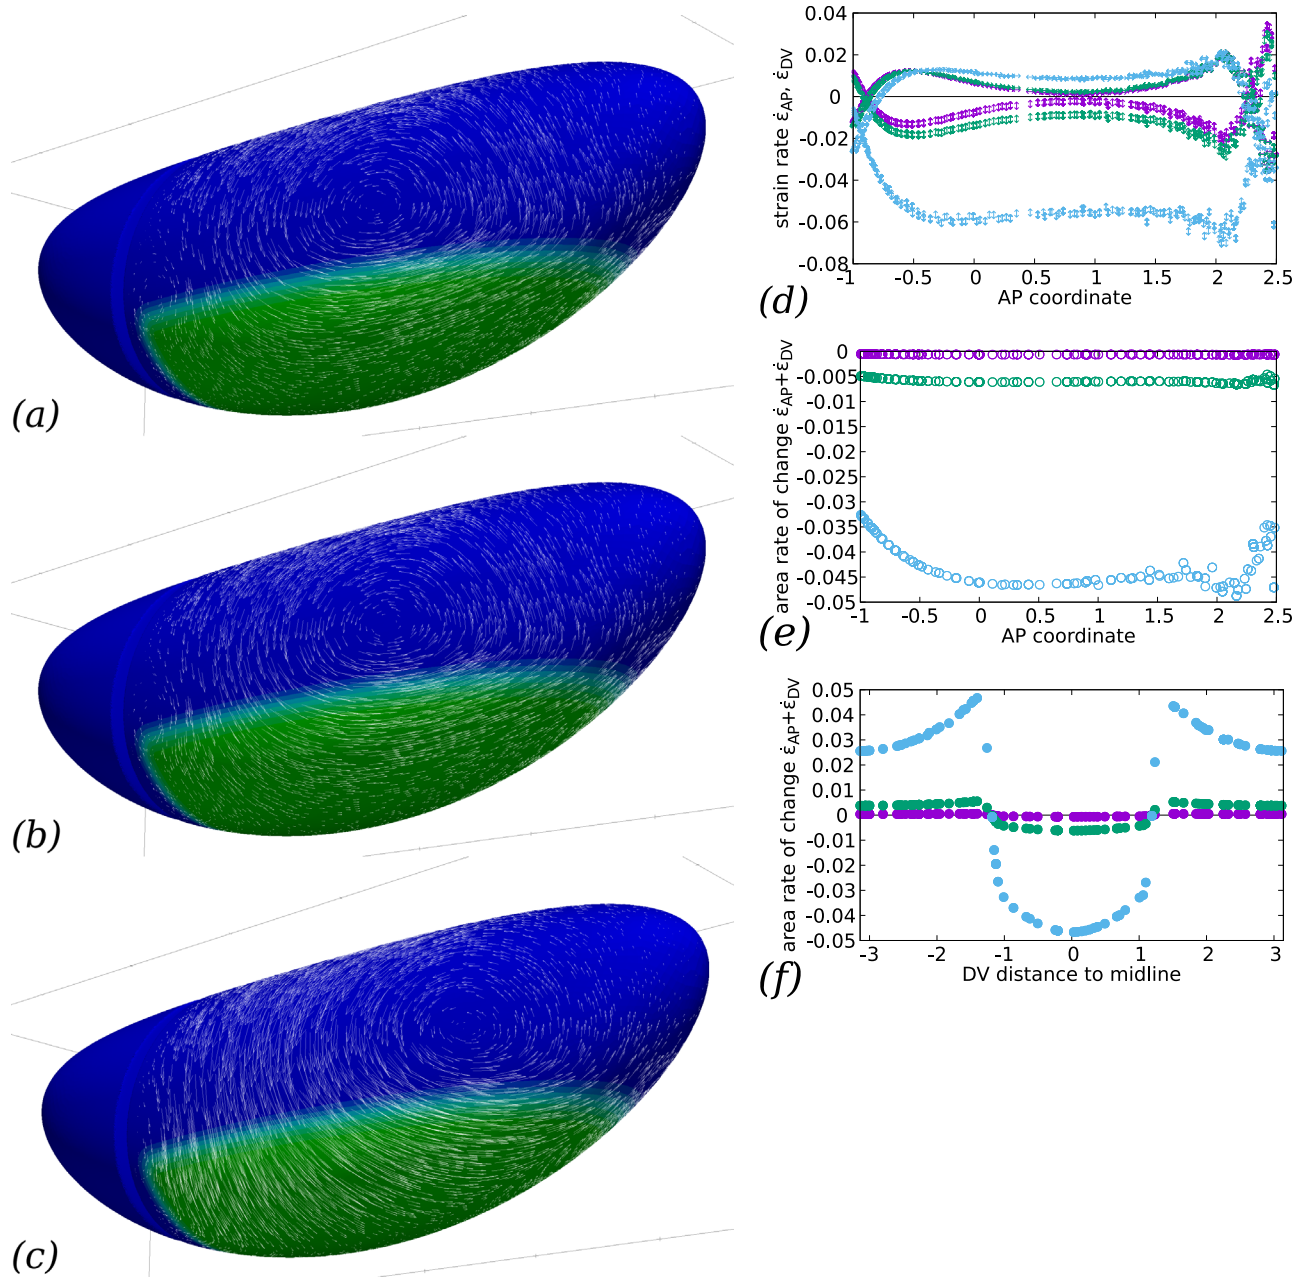 (a)
(b)
(c)
0.04
0.02
0
-0.02
-0.04
-0.06
-0.08
strain rate ε̇AP, ε̇DV
-1 -0.5 0 0.5 1 1.5 2 2.5
AP coordinate
(d)
0
-0.005
-0.01
-0.015
-0.02
-0.025
-0.03
-0.035
-0.04
-0.045
-0.05
area rate of change ε̇AP+ε̇DV
-1 -0.5 0 0.5 1 1.5 2 2.5
AP coordinate
(e)
0.05
0.04
0.03
0.02
0.01
0
-0.01
-0.02
-0.03
-0.04
-0.05
area rate of change ε̇AP+ε̇DV
-3 -2 -1 0 1 2 3
DV distance to midline
(f)